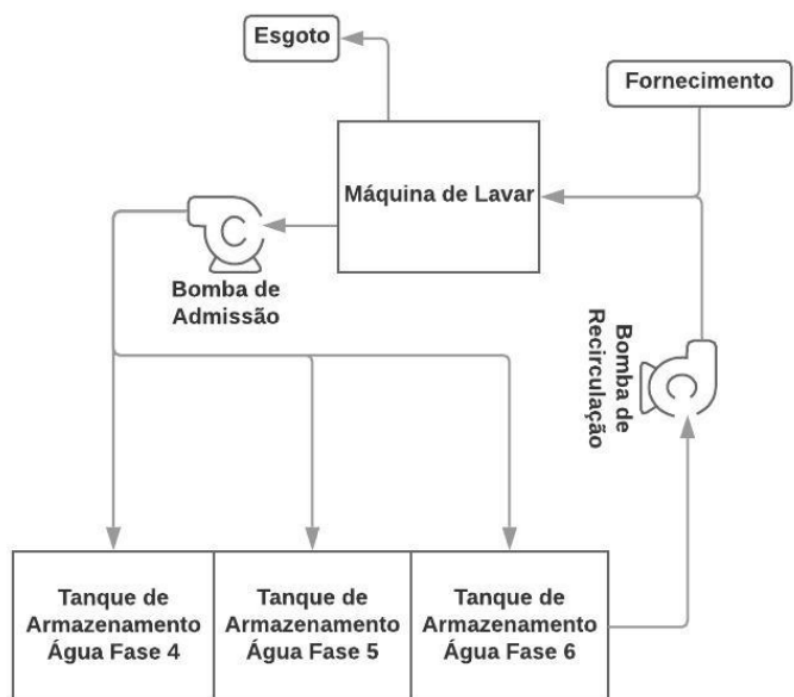 Esgoto
Fornecimento
Máquina de Lavar
Bomba de
Admissão
Bomba de
Recirculação
Tanque de
Armazenamento
Água Fase 4
Tanque de
Armazenamento
Água Fase 5
Tanque de
Armazenamento
Água Fase 6